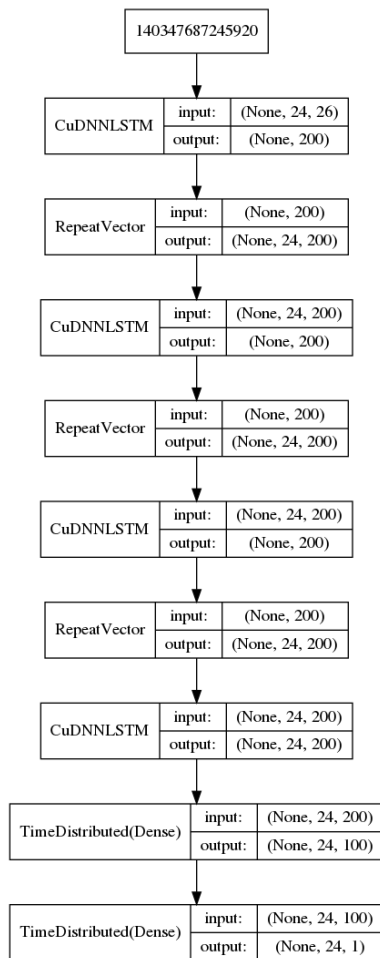 140347687245920
CuDNNLSTM
input: (None, 24, 26)
output: (None, 200)
RepeatVector
input: (None, 200)
output: (None, 24, 200)
CuDNNLSTM
input: (None, 24, 200)
output: (None, 200)
RepeatVector
input: (None, 200)
output: (None, 24, 200)
CuDNNLSTM
input: (None, 24, 200)
output: (None, 200)
RepeatVector
input: (None, 200)
output: (None, 24, 200)
CuDNNLSTM
input: (None, 24, 200)
output: (None, 24, 200)
TimeDistributed(Dense)
input: (None, 24, 200)
output: (None, 24, 100)
TimeDistributed(Dense)
input: (None, 24, 100)
output: (None, 24, 1)